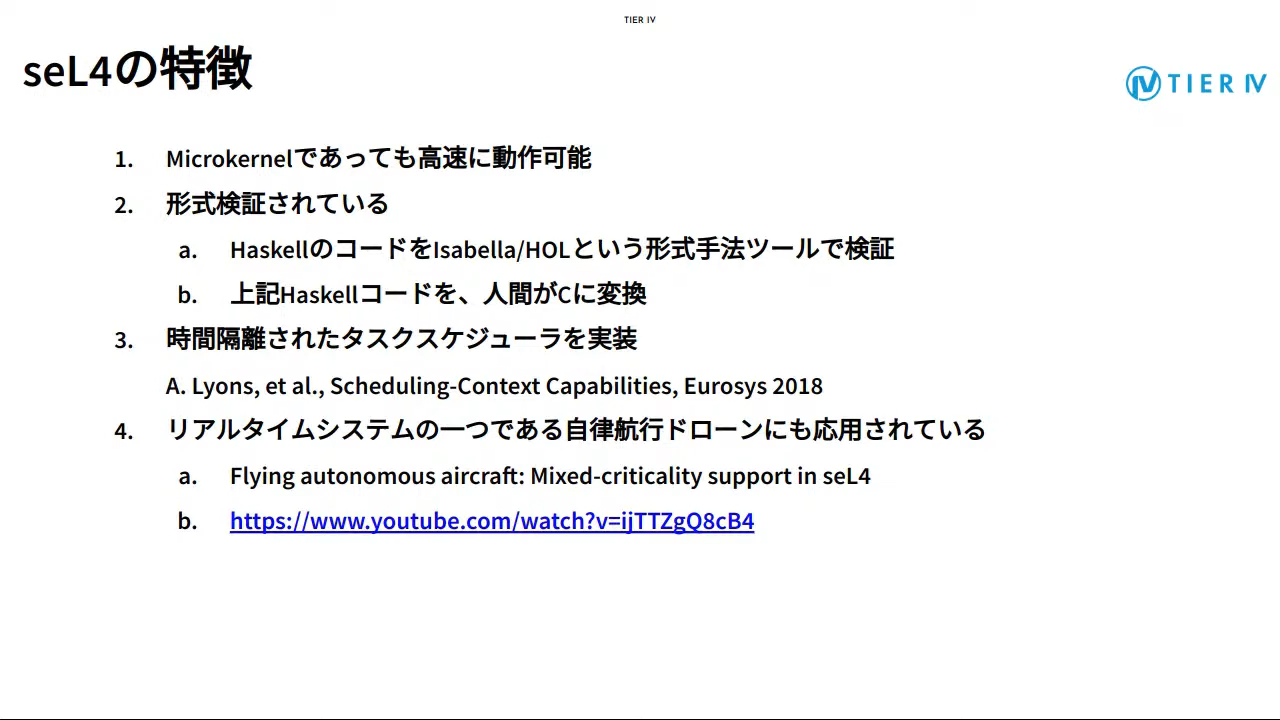 TIER IV
seL4の特徴
TIER IV
1. Microkernelであっても高速に動作可能
2. 形式検証されている
a. HaskellのコードをIsabella/HOLという形式手法ツールで検証
b. 上記Haskellコードを、人間がCに変換
3. 時間隔離されたタスクスケジューラを実装
A. Lyons, et al., Scheduling-Context Capabilities, Eurosys 2018
4. リアルタイムシステムの一つである自律航行ドローンにも応用されている
a. Flying autonomous aircraft: Mixed-criticality support in seL4
b. https://www.youtube.com/watch?v=ijTTZgQ8cB4